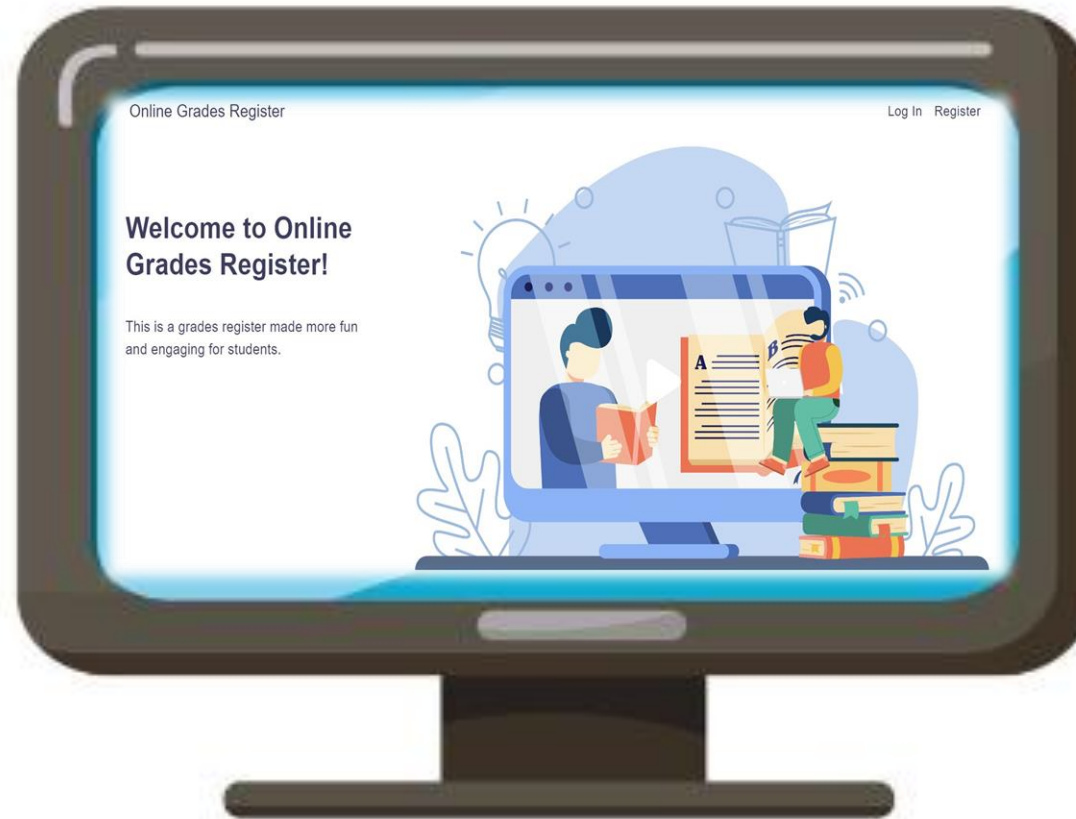 Online Grades Register
Log In Register
Welcome to Online
Grades Register!
This is a grades register made more fun
and engaging for students.
A
B